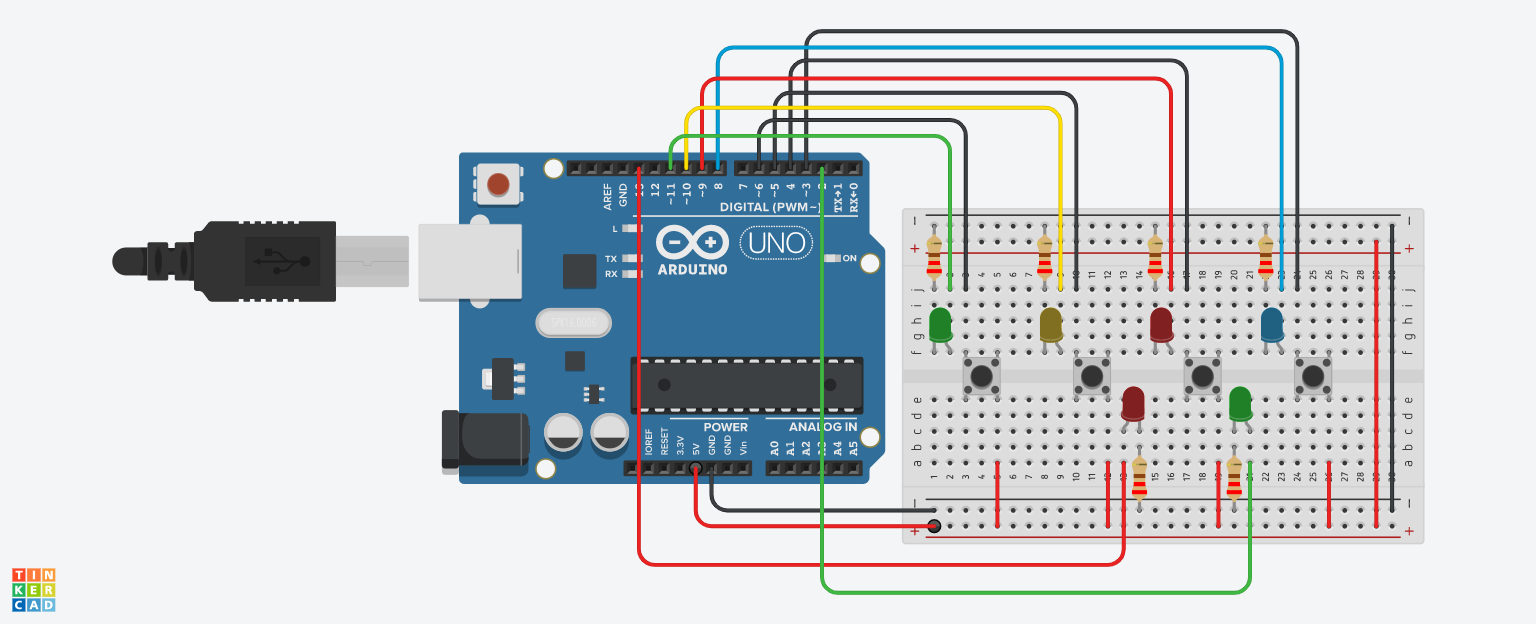 AREF
GND
13
12
~11
~10
~9
8
7
~6
~5
4
~3
2
TX→1
RX←0
DIGITAL (PWM~)
L
TX
RX
ON
ARDUINO
UNO
IOREF
RESET
3.3V
5V
GND
GND
Vin
POWER
ANALOG IN
A0
A1
A2
A3
A4
A5
j
i
h
g
f
e
d
c
b
a
TIN
KER
CAD